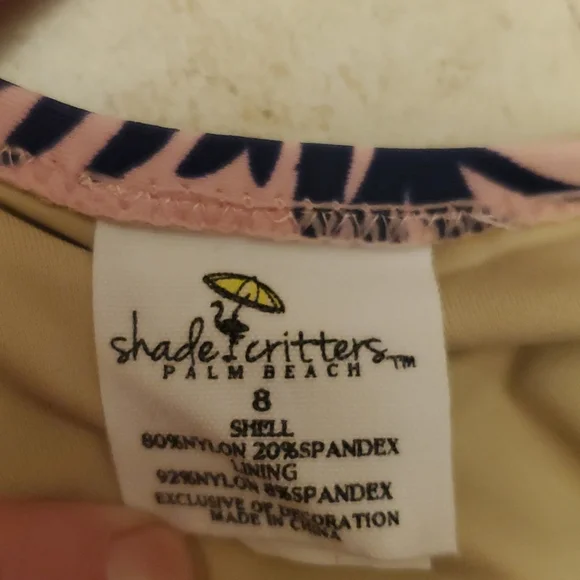 shade critters™
PALM BEACH
8
SHELL
80%NYLON 20%SPANDEX
LINING
92%NYLON 8%SPANDEX
EXCLUSIVE OF DECORATION
MADE IN CHINA